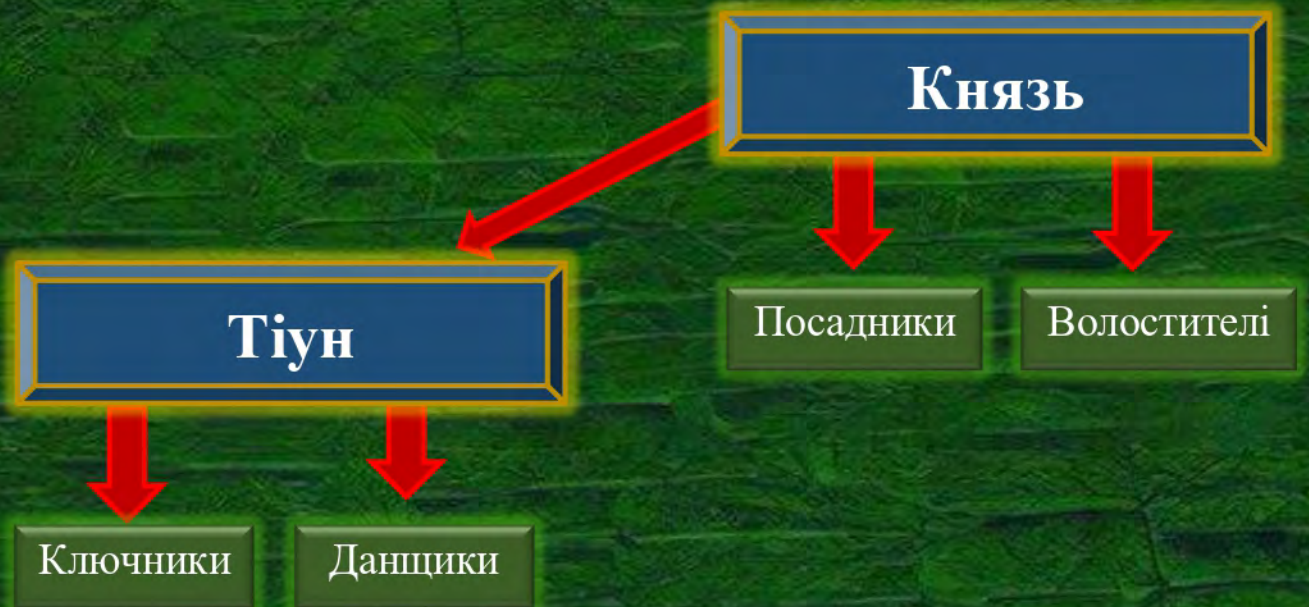 Князь
Тіун
Посадники
Волостителі
Ключники
Данщики